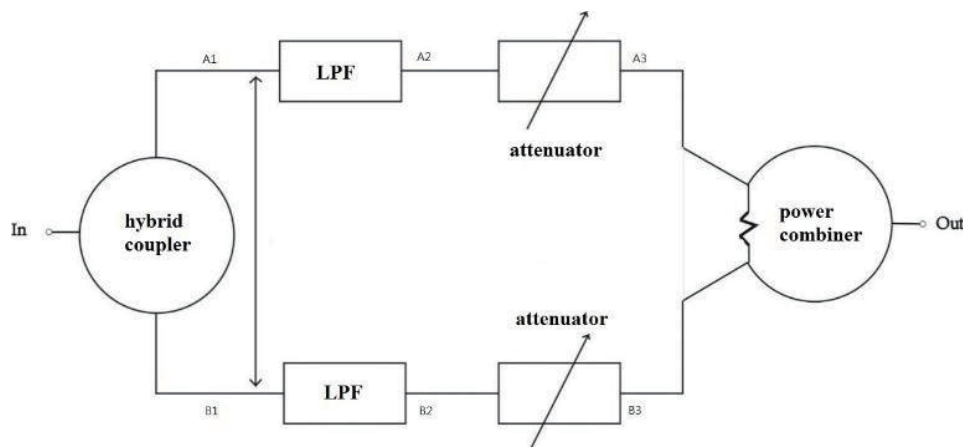 A1
LPF
A2
A3
attenuator
In
hybrid
coupler
power
combiner
Out
attenuator
LPF
B1
B2
B3